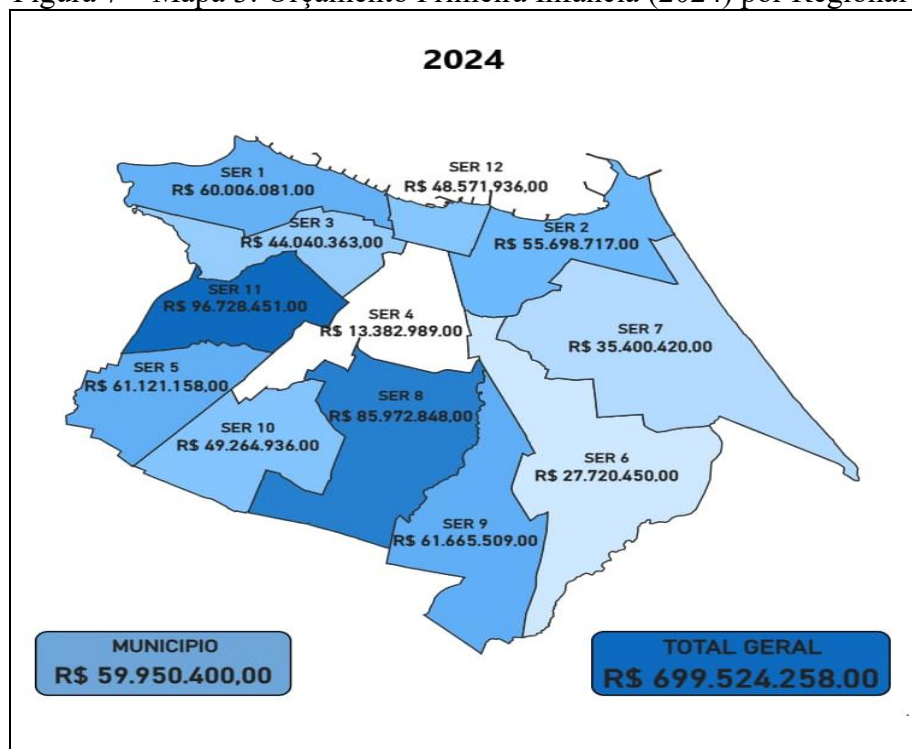 Figura 7 – Mapa 3: Orçamento Primeira Infância (2024) por Regional
2024
SER 1
R$ 60.006.081,00
SER 12
R$ 48.571.936,00
SER 3
R$ 44.040.363,00
SER 2
R$ 55.698.717,00
SER 11
R$ 96.728.451,00
SER 4
R$ 13.382.989,00
SER 7
R$ 35.400.420,00
SER 5
R$ 61.121.158,00
SER 8
R$ 85.972.848,00
SER 10
R$ 49.264.936,00
SER 6
R$ 27.720.450,00
SER 9
R$ 61.665.509,00
MUNICIPIO
R$ 59.950.400,00
TOTAL GERAL
R$ 699.524.258,00